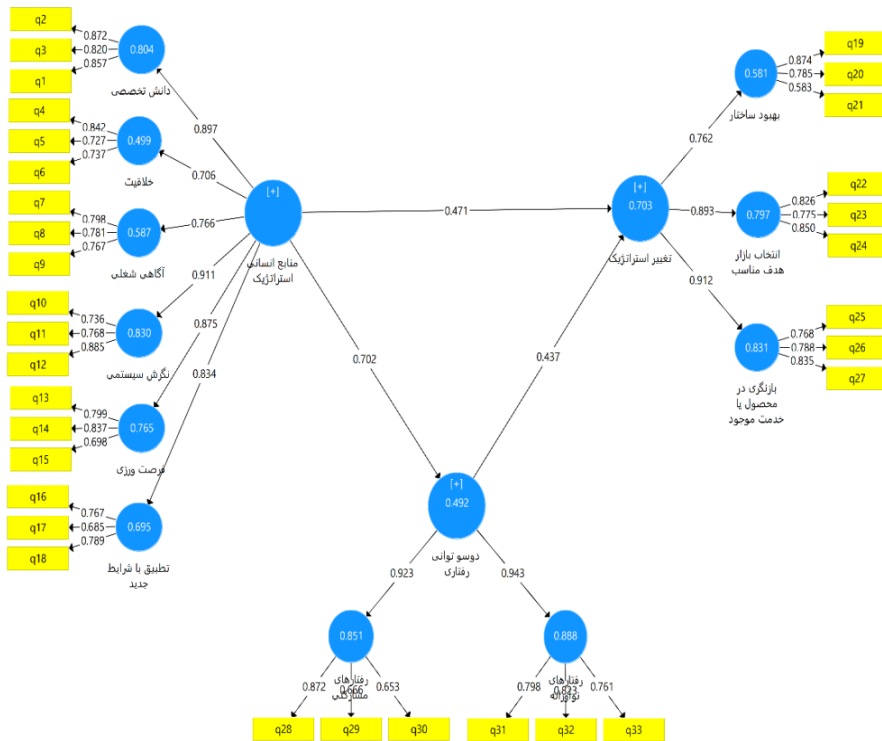 q2
q3
q1
0.872
0.820
0.857
0.804
دانش تخصصی
q4
q5
q6
0.842
0.727
0.737
0.499
خلاقیت
q7
q8
q9
0.798
0.781
0.767
0.587
آگاهی شغلی
q10
q11
q12
0.736
0.768
0.885
0.830
نگرش سیستمی
q13
q14
q15
0.799
0.837
0.698
0.765
فرصت ورزی
q16
q17
q18
0.767
0.685
0.789
0.695
تطبیق با شرایط
جدید
0.897
0.706
0.766
0.911
0.875
0.834
[+]
منابع انسانی
استراتژیک
0.471
0.702
0.437
[+]
0.703
تغییر استراتژیک
0.762
0.893
0.912
0.581
بهبود ساختار
0.874
0.785
0.583
q19
q20
q21
0.797
انتخاب بازار
هدف مناسب
0.826
0.775
0.850
q22
q23
q24
0.831
بازنگری در
محصول یا
خدمت موجود
0.768
0.788
0.835
q25
q26
q27
[+]
0.492
دوسو توانی
رفتاری
0.923
0.943
0.851
رفتارهای
مشارکتی
0.872
0.666
0.653
q28
q29
q30
0.888
رفتارهای
نوآورانه
0.798
0.823
0.761
q31
q32
q33